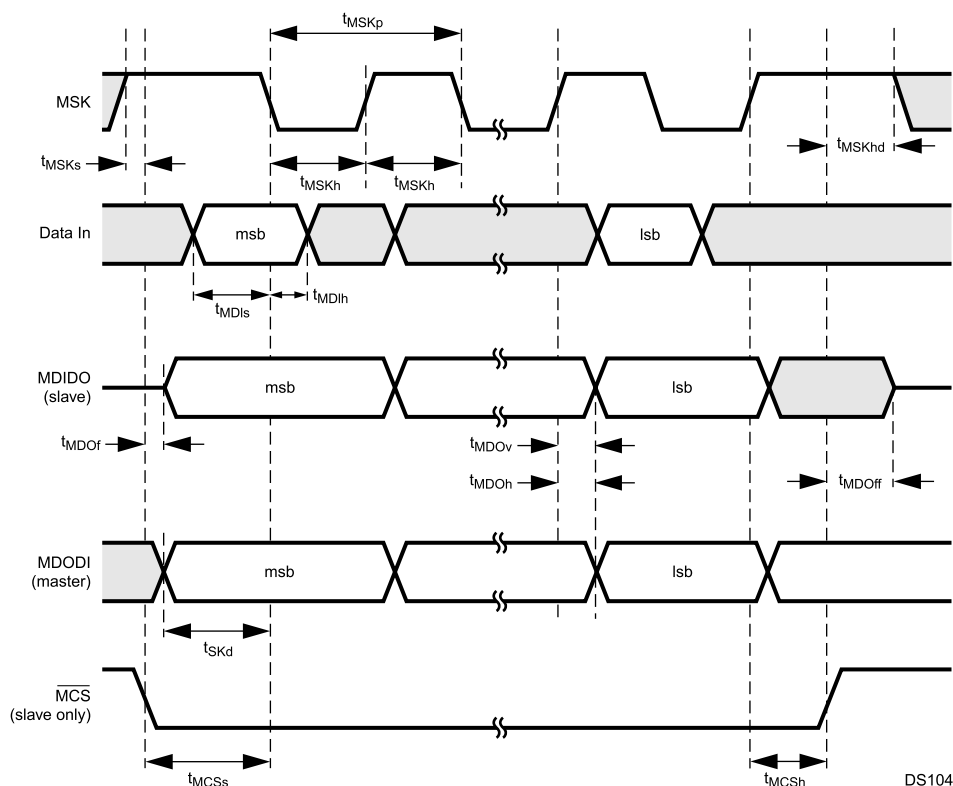 tMSKp
MSK
tMSKs
tMSKh
tMSKh
tMSKhd
Data In
msb
lsb
tMDIs
tMDIh
MDIDO
(slave)
msb
lsb
tMDOf
tMDOv
tMDOh
tMDOff
MDODI
(master)
msb
lsb
tSKd
MCS
(slave only)
tMCSs
tMCSh
DS104